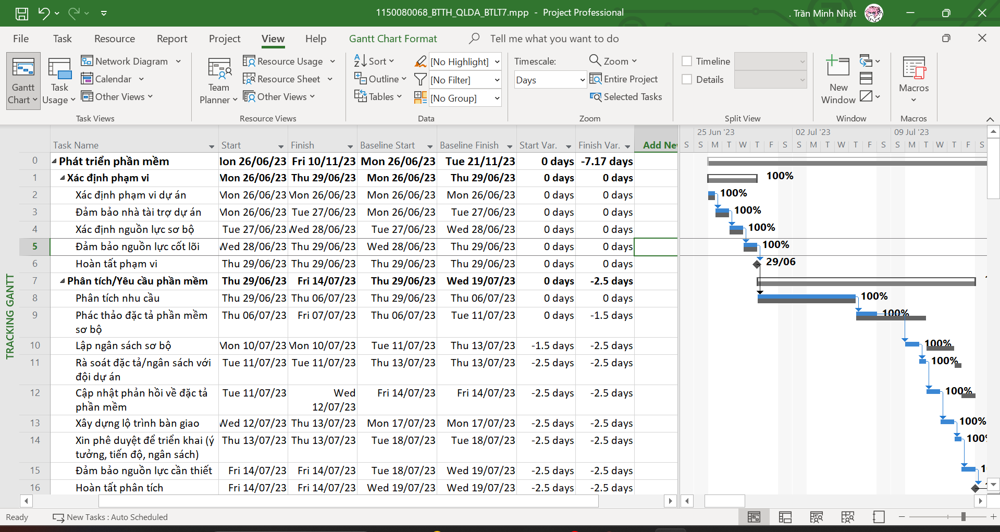 1150080068_BTTH_QLDA_BTLT7.mpp - Project Professional
. Trần Minh Nhật
File Task Resource Report Project View Help Gantt Chart Format Tell me what you want to do
Gantt Chart
Task Usage
Network Diagram
Calendar
Other Views
Task Views
Team Planner
Resource Usage
Resource Sheet
Other Views
Resource Views
Sort
Outline
Tables
[No Highlight]
[No Filter]
[No Group]
Data
Timescale:
Days
Zoom
Entire Project
Selected Tasks
Zoom
Timeline
Details
Split View
New Window
Window
Macros
Macros
TRACKING GANTT
Task Name Start Finish Baseline Start Baseline Finish Start Var. Finish Var. Add Nev
25 Jun '23 02 Jul '23 09 Jul '23
S S M T W T F S S M T W T F S S M T W T F S
0 Phát triển phần mềm Mon 26/06/23 Fri 10/11/23 Mon 26/06/23 Tue 21/11/23 0 days -7.17 days
1 Xác định phạm vi Mon 26/06/23 Thu 29/06/23 Mon 26/06/23 Thu 29/06/23 0 days 0 days 100%
2 Xác định phạm vi dự án Mon 26/06/23 Mon 26/06/23 Mon 26/06/23 Mon 26/06/23 0 days 0 days 100%
3 Đảm bảo nhà tài trợ dự án Mon 26/06/23 Tue 27/06/23 Mon 26/06/23 Tue 27/06/23 0 days 0 days 100%
4 Xác định nguồn lực sơ bộ Tue 27/06/23 Wed 28/06/23 Tue 27/06/23 Wed 28/06/23 0 days 0 days 100%
5 Đảm bảo nguồn lực cốt lõi Wed 28/06/23 Thu 29/06/23 Wed 28/06/23 Thu 29/06/23 0 days 0 days 100%
6 Hoàn tất phạm vi Thu 29/06/23 Thu 29/06/23 Thu 29/06/23 Thu 29/06/23 0 days 0 days 29/06
7 Phân tích/Yêu cầu phần mềm Thu 29/06/23 Fri 14/07/23 Thu 29/06/23 Wed 19/07/23 0 days -2.5 days
8 Phân tích nhu cầu Thu 29/06/23 Thu 06/07/23 Thu 29/06/23 Thu 06/07/23 0 days 0 days 100%
9 Phác thảo đặc tả phần mềm Thu 06/07/23 Fri 07/07/23 Thu 06/07/23 Tue 11/07/23 0 days -1.5 days 100%
sơ bộ
10 Lập ngân sách sơ bộ Mon 10/07/23 Mon 10/07/23 Tue 11/07/23 Thu 13/07/23 -1.5 days -2.5 days 100%
11 Rà soát đặc tả/ngân sách với Tue 11/07/23 Tue 11/07/23 Thu 13/07/23 Thu 13/07/23 -2.5 days -2.5 days 100%
đội dự án
12 Cập nhật phản hồi về đặc tả Tue 11/07/23 Wed Fri 14/07/23 Fri 14/07/23 -2.5 days -2.5 days 100%
phần mềm 12/07/23
13 Xây dựng lộ trình bàn giao Wed 12/07/23 Thu 13/07/23 Mon 17/07/23 Mon 17/07/23 -2.5 days -2.5 days 100%
14 Xin phê duyệt để triển khai (ý Thu 13/07/23 Thu 13/07/23 Tue 18/07/23 Tue 18/07/23 -2.5 days -2.5 days 100%
tưởng, tiến độ, ngân sách)
15 Đảm bảo nguồn lực cần thiết Fri 14/07/23 Fri 14/07/23 Tue 18/07/23 Wed 19/07/23 -2.5 days -2.5 days
16 Hoàn tất phân tích Fri 14/07/23 Fri 14/07/23 Wed 19/07/23 Wed 19/07/23 -2.5 days -2.5 days
Ready New Tasks : Auto Scheduled